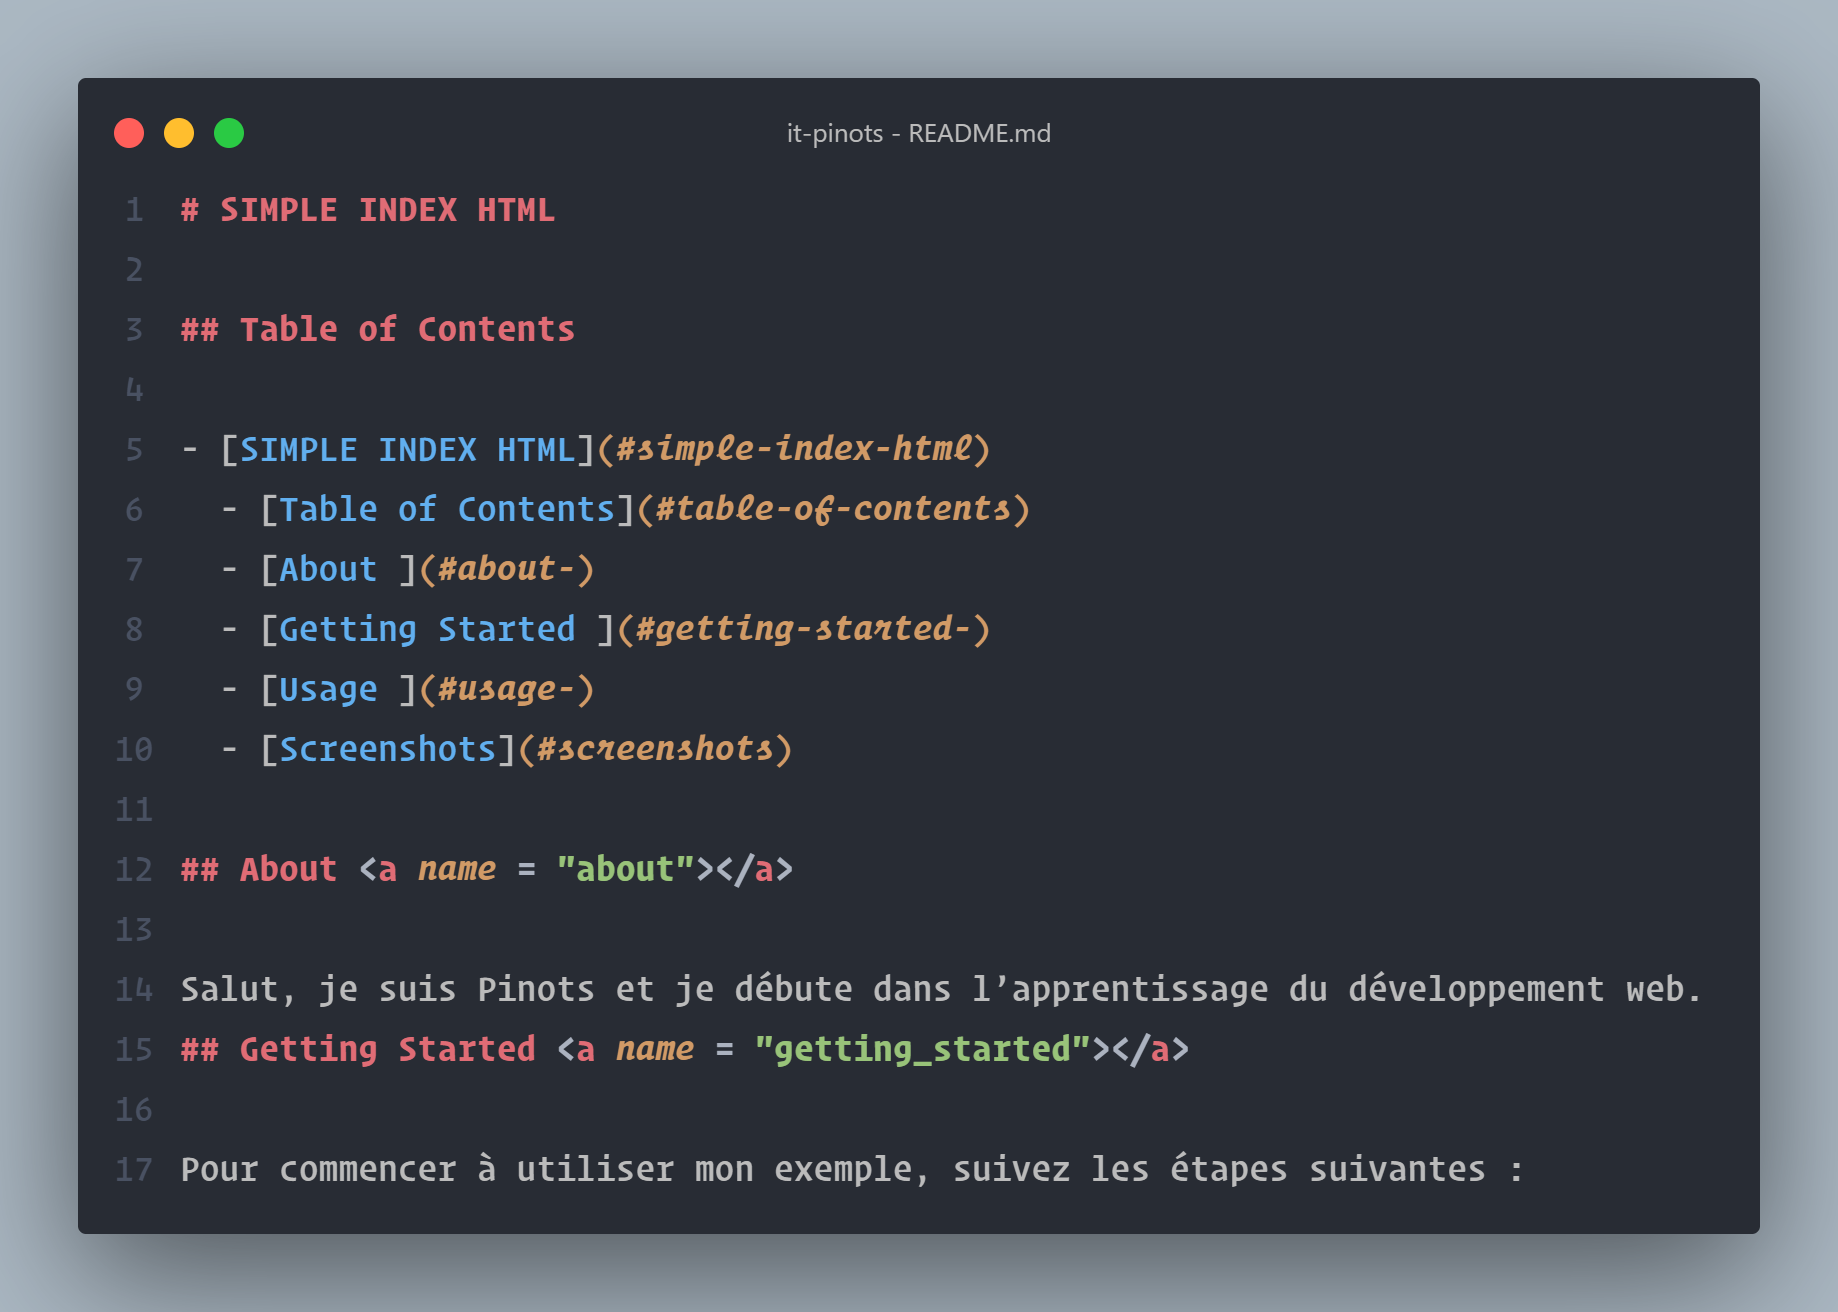 it-pinots - README.md
1 # SIMPLE INDEX HTML
2
3 ## Table of Contents
4
5 - [SIMPLE INDEX HTML](#simple-index-html)
6   - [Table of Contents](#table-of-contents)
7   - [About ](#about-)
8   - [Getting Started ](#getting-started-)
9   - [Usage ](#usage-)
10   - [Screenshots](#screenshots)
11
12 ## About <a name = "about"></a>
13
14 Salut, je suis Pinots et je débute dans l’apprentissage du développement web.
15 ## Getting Started <a name = "getting_started"></a>
16
17 Pour commencer à utiliser mon exemple, suivez les étapes suivantes :